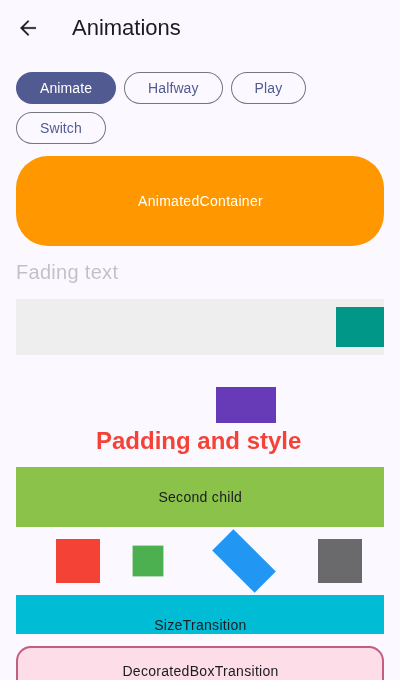 Animations
Animate
Halfway
Play
Switch
AnimatedContainer
Fading text
Padding and style
Second child
SizeTransition
DecoratedBoxTransition